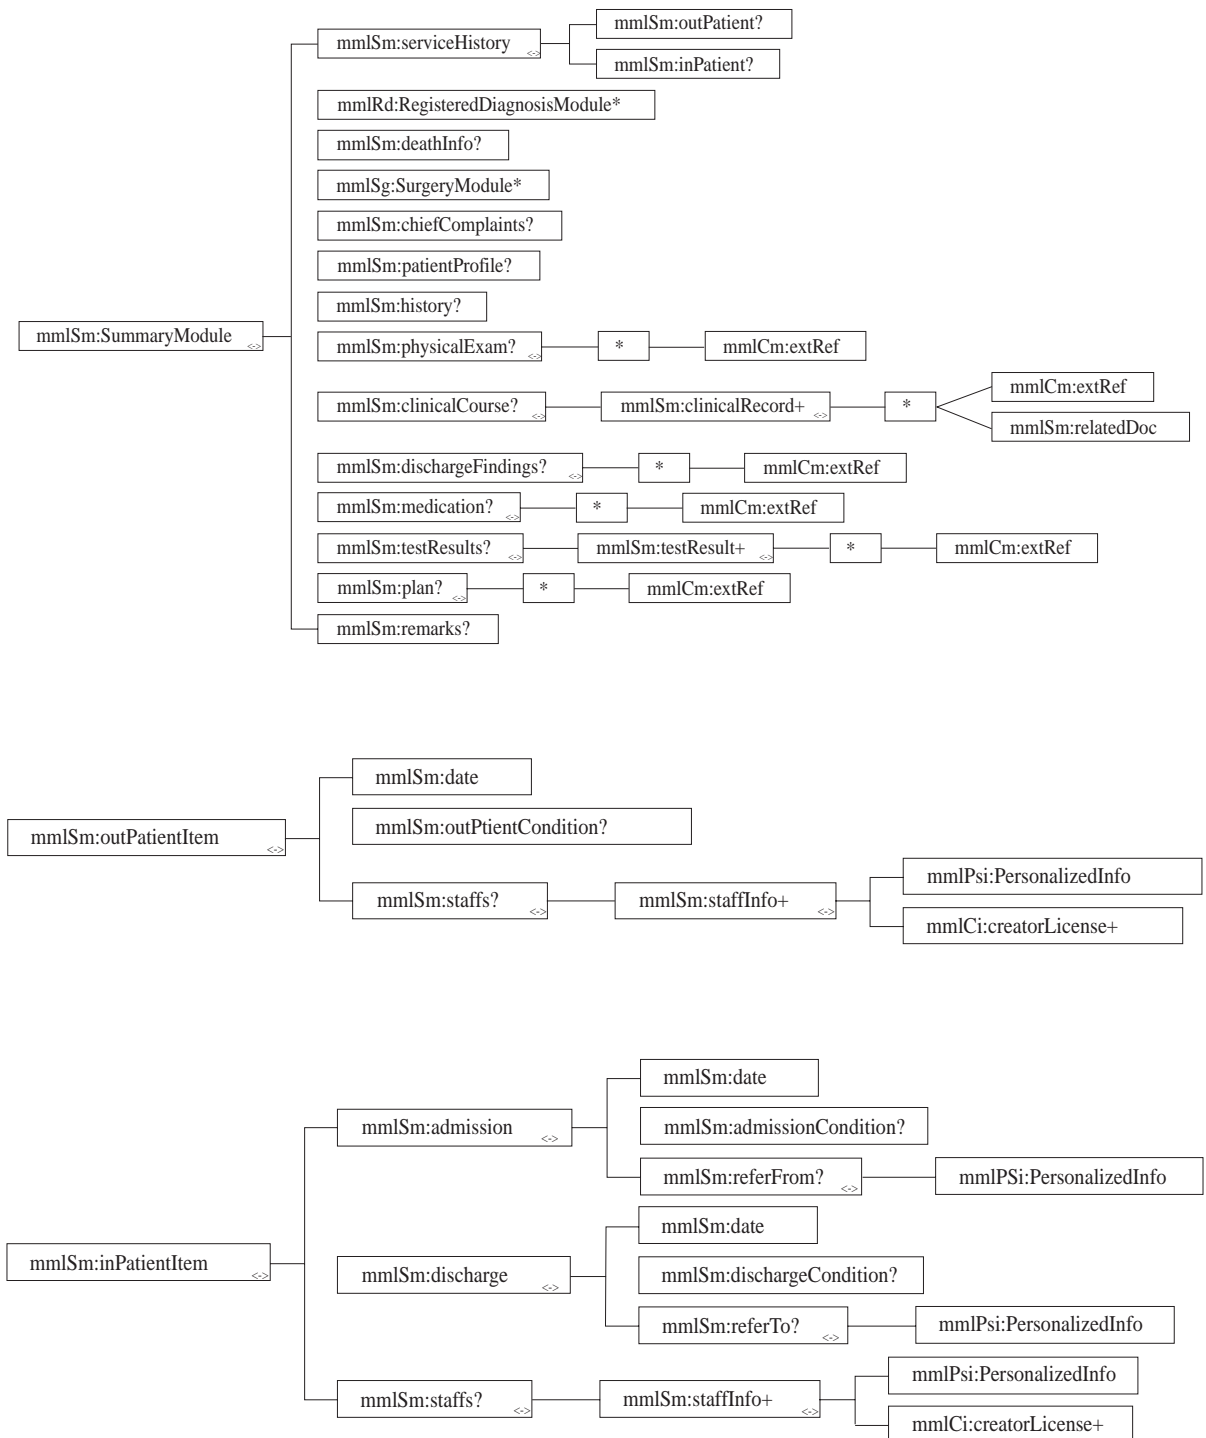 mmlSm:outPatient?
mmlSm:serviceHistory <->
mmlSm:inPatient?
mmlRd:RegisteredDiagnosisModule*
mmlSm:deathInfo?
mmlSg:SurgeryModule*
mmlSm:chiefComplaints?
mmlSm:patientProfile?
mmlSm:history?
mmlSm:SummaryModule <->
mmlSm:physicalExam? <-> * mmlCm:extRef
mmlCm:extRef
mmlSm:clinicalCourse? <-> mmlSm:clinicalRecord+ <-> *
mmlSm:relatedDoc
mmlSm:dischargeFindings? <-> * mmlCm:extRef
mmlSm:medication? <-> * mmlCm:extRef
mmlSm:testResults? <-> mmlSm:testResult+ <-> * mmlCm:extRef
mmlSm:plan? <-> * mmlCm:extRef
mmlSm:remarks?
mmlSm:date
mmlSm:outPtientCondition?
mmlSm:outPatientItem <->
mmlPsi:PersonalizedInfo
mmlSm:staffs? <-> mmlSm:staffInfo+ <->
mmlCi:creatorLicense+
mmlSm:date
mmlSm:admission <->
mmlSm:admissionCondition?
mmlSm:referFrom? <-> mmlPSi:PersonalizedInfo
mmlSm:date
mmlSm:inPatientItem <->
mmlSm:discharge <->
mmlSm:dischargeCondition?
mmlSm:referTo? <-> mmlPsi:PersonalizedInfo
mmlPsi:PersonalizedInfo
mmlSm:staffs? <-> mmlSm:staffInfo+ <->
mmlCi:creatorLicense+